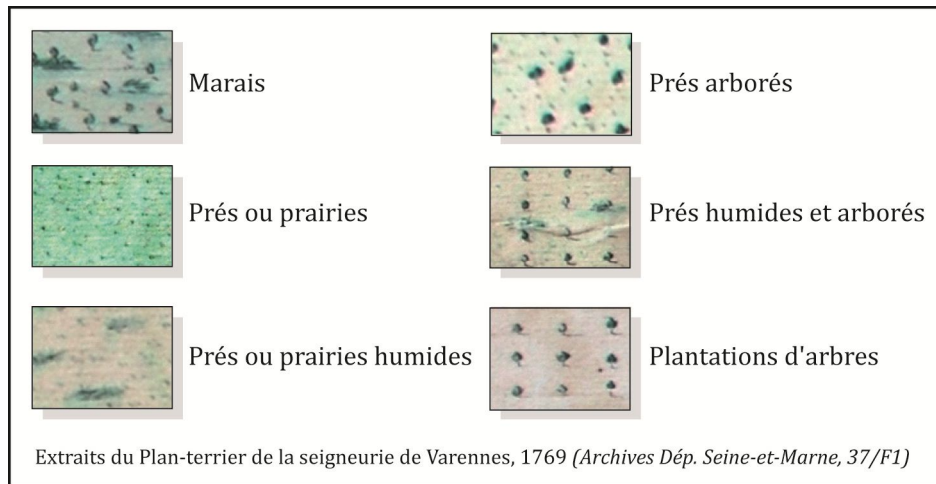 Marais
Prés arborés
Prés ou prairies
Prés humides et arborés
Prés ou prairies humides
Plantations d'arbres
Extraits du Plan-terrier de la seigneurie de Varennes, 1769 (Archives Dép. Seine-et-Marne, 37/F1)